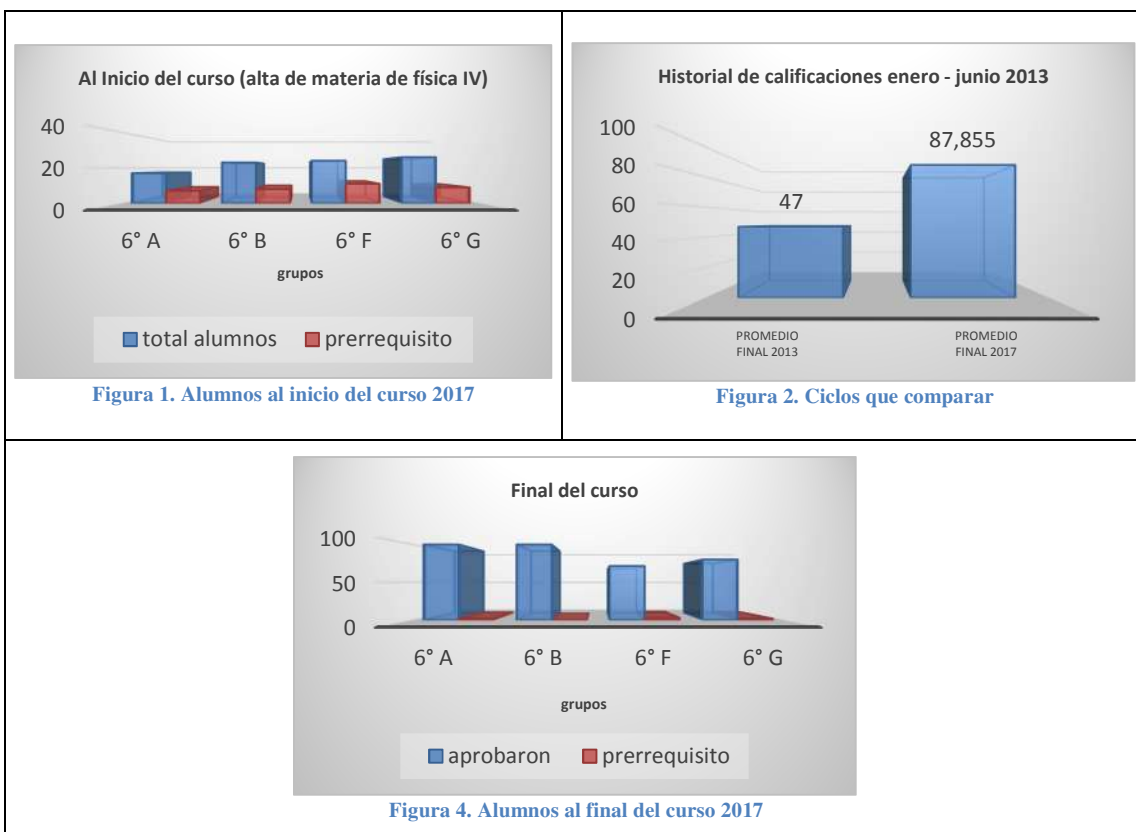 Al Inicio del curso (alta de materia de física IV)
40
20
0
6° A 6° B 6° F 6° G
grupos
total alumnos prerrequisito
Figura 1. Alumnos al inicio del curso 2017
Historial de calificaciones enero - junio 2013
100
80
60
40
20
0
47
87,855
PROMEDIO FINAL 2013
PROMEDIO FINAL 2017
Figura 2. Ciclos que comparar
Final del curso
100
50
0
6° A 6° B 6° F 6° G
grupos
aprobaron prerrequisito
Figura 4. Alumnos al final del curso 2017